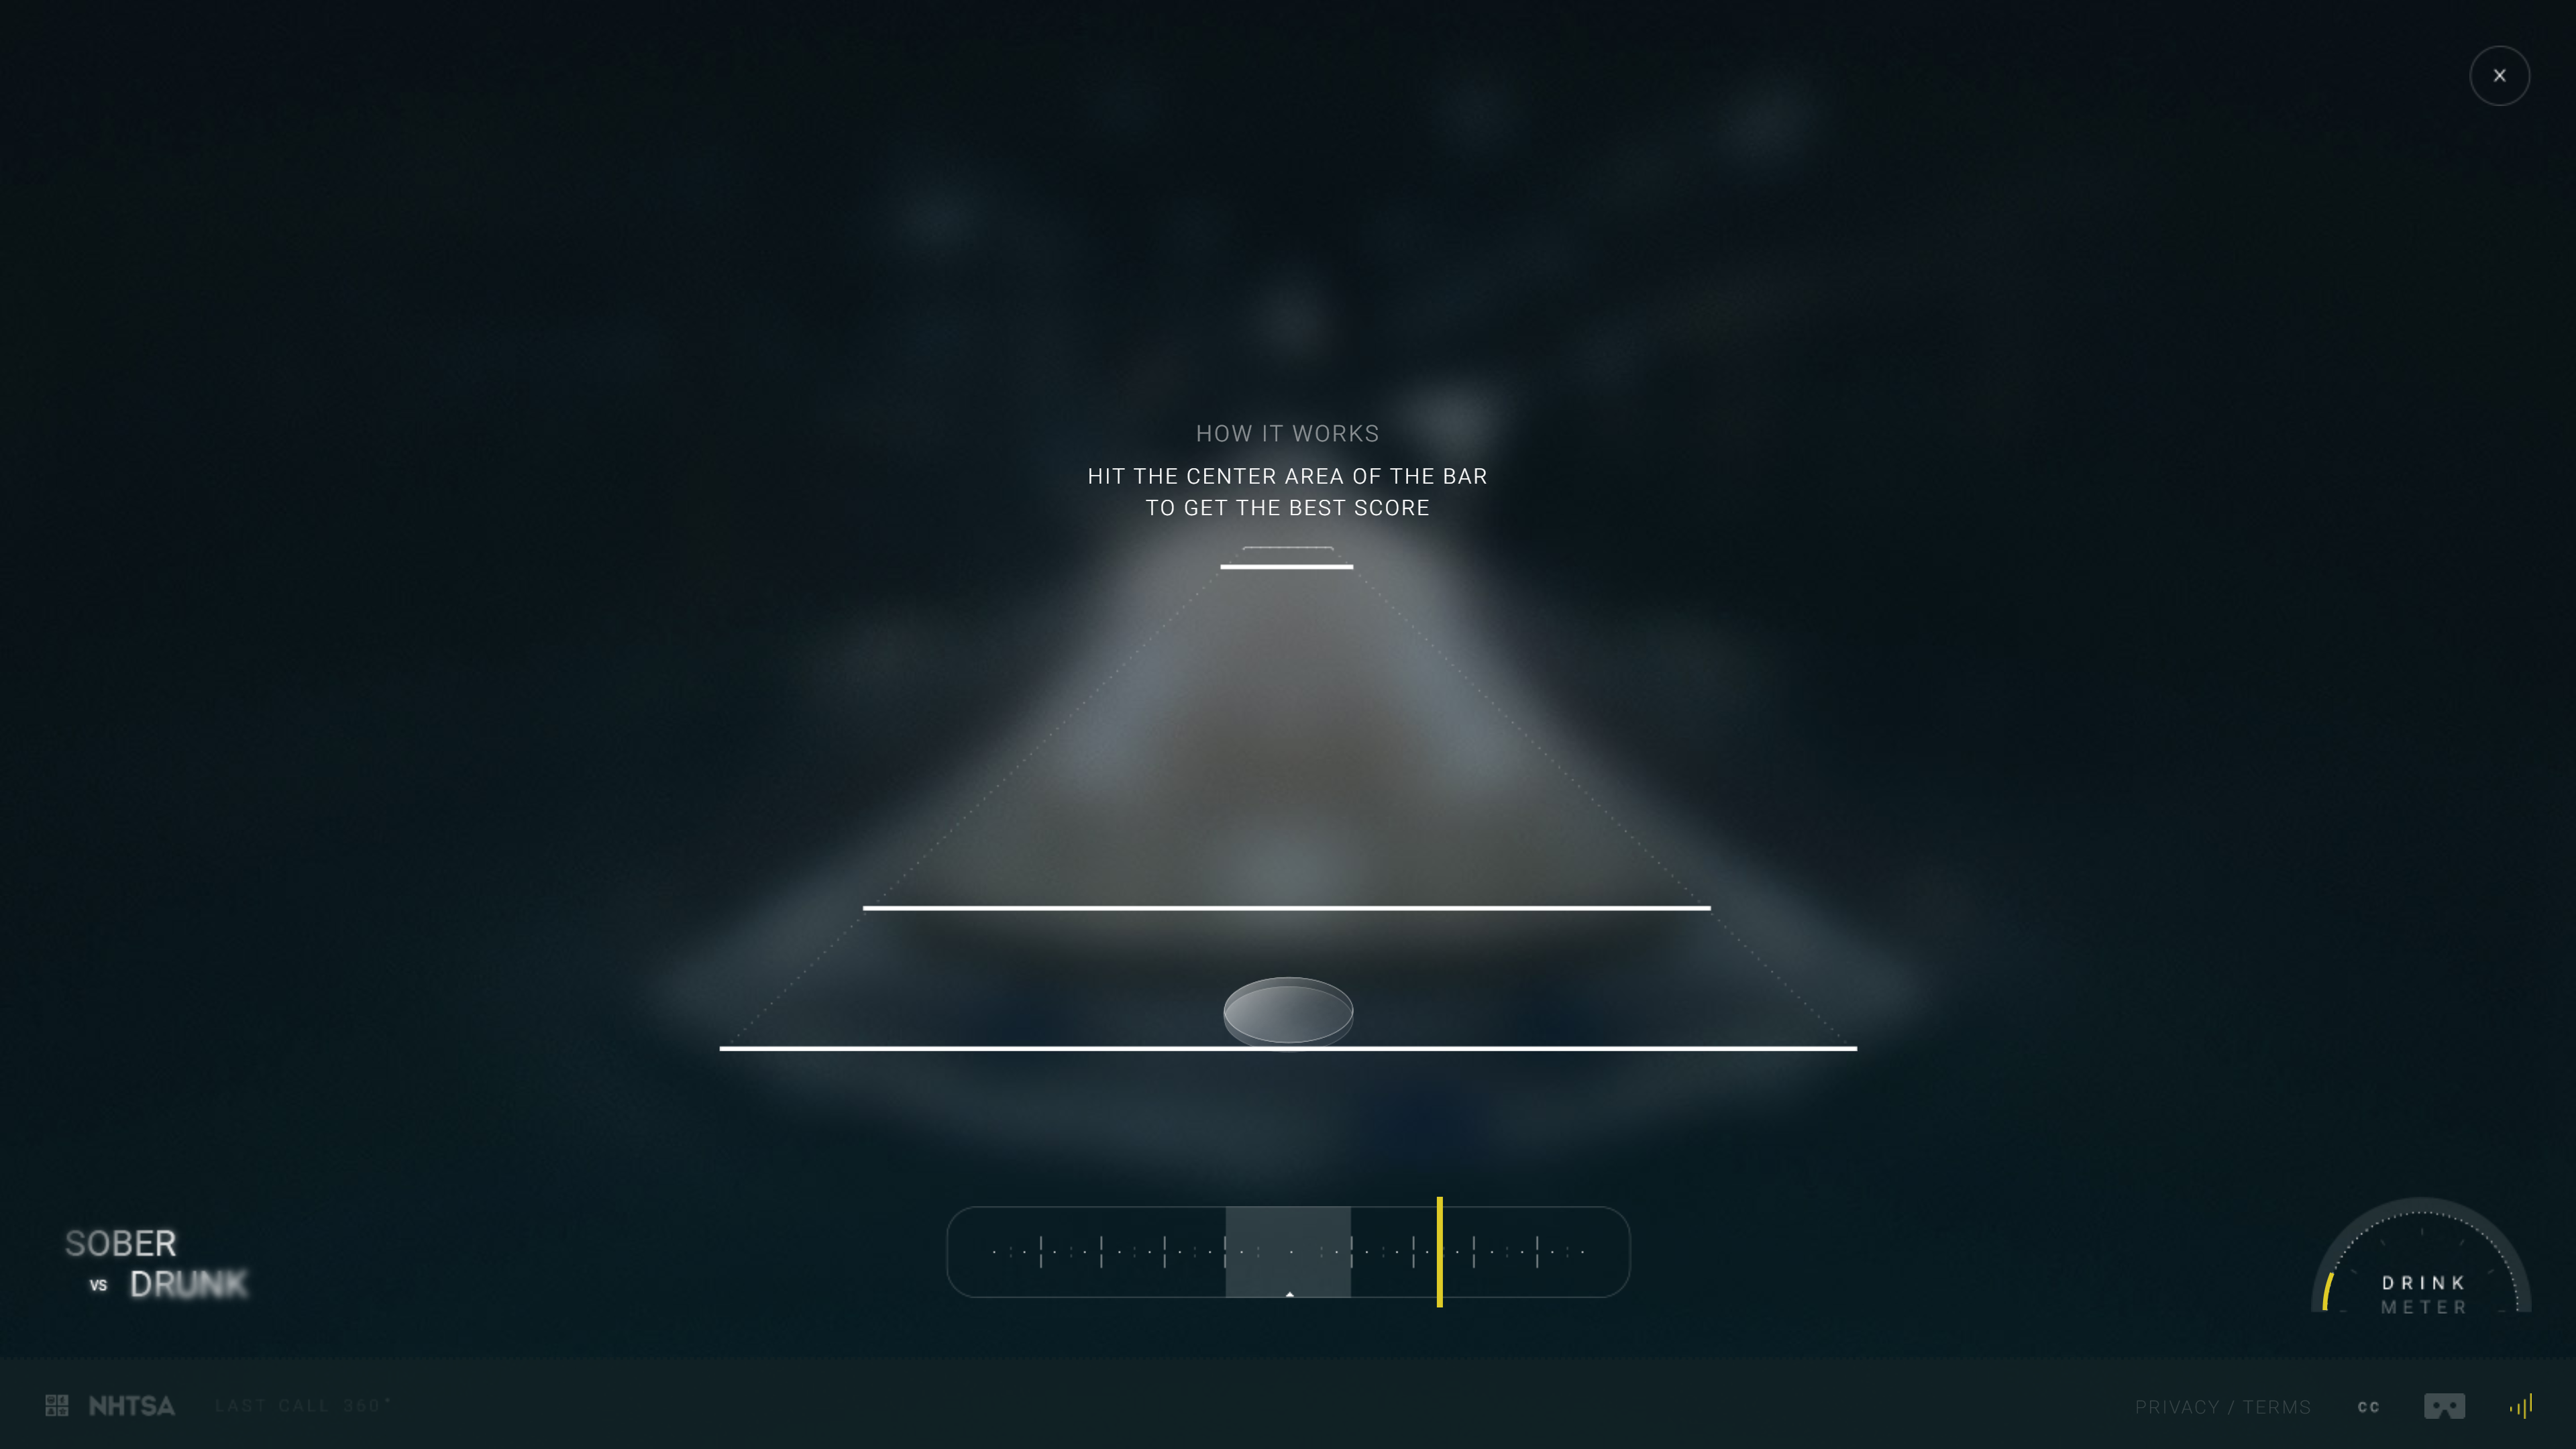 X
HOW IT WORKS
HIT THE CENTER AREA OF THE BAR
TO GET THE BEST SCORE
SOBER
VS DRUNK
DRINK
METER
NHTSA LAST CALL 360°
PRIVACY / TERMS CC